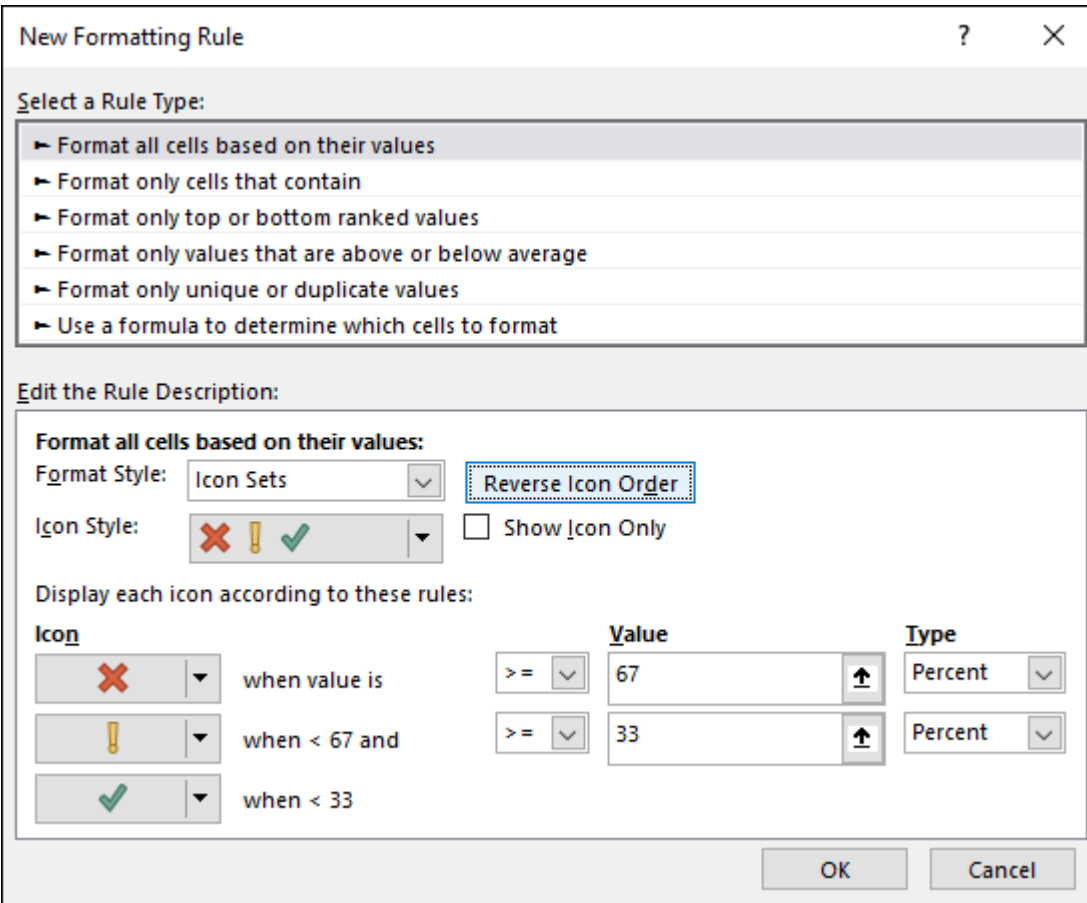 New Formatting Rule ?
Select a Rule Type:
Format all cells based on their values
Format only cells that contain
Format only top or bottom ranked values
Format only values that are above or below average
Format only unique or duplicate values
Use a formula to determine which cells to format
Edit the Rule Description:
Format all cells based on their values:
Format Style: Icon Sets Reverse Icon Order
Icon Style: Show Icon Only
Display each icon according to these rules:
Icon Value Type
when value is >= 67 Percent
when < 67 and >= 33 Percent
when < 33
OK Cancel